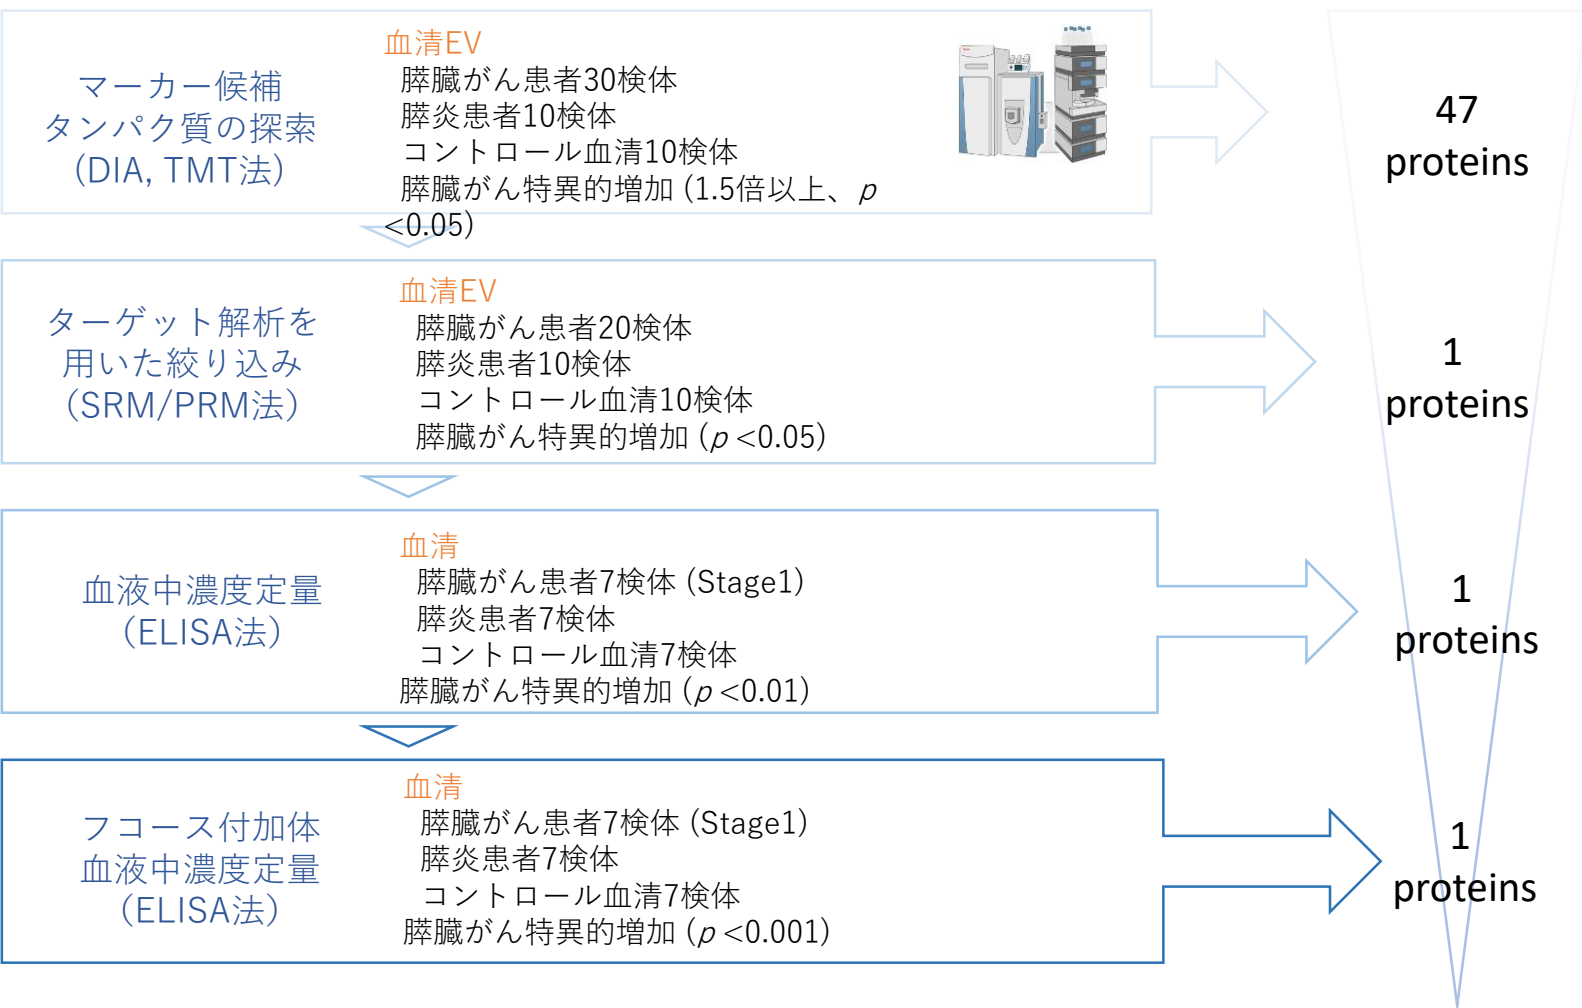 マーカー候補
タンパク質の探索
(DIA, TMT法)
血清EV
膵臓がん患者30検体
膵炎患者10検体
コントロール血清10検体
膵臓がん特異的増加 (1.5倍以上、p
<0.05)
47
proteins
ターゲット解析を
用いた絞り込み
(SRM/PRM法)
血清EV
膵臓がん患者20検体
膵炎患者10検体
コントロール血清10検体
膵臓がん特異的増加 (p <0.05)
1
proteins
血液中濃度定量
(ELISA法)
血清
膵臓がん患者7検体 (Stage1)
膵炎患者7検体
コントロール血清7検体
膵臓がん特異的増加 (p <0.01)
1
proteins
フコース付加体
血液中濃度定量
(ELISA法)
血清
膵臓がん患者7検体 (Stage1)
膵炎患者7検体
コントロール血清7検体
膵臓がん特異的増加 (p <0.001)
1
proteins